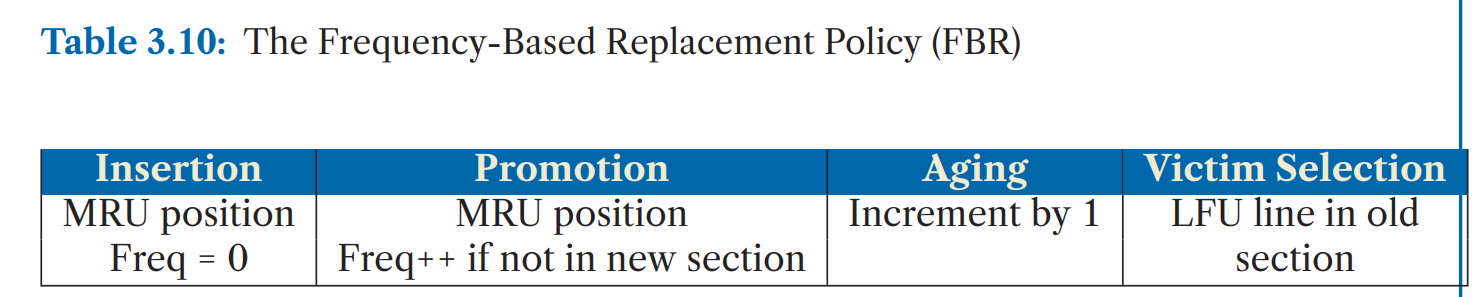 Table 3.10: The Frequency-Based Replacement Policy (FBR)
Insertion Promotion Aging Victim Selection
MRU position MRU position Increment by 1 LFU line in old
Freq = 0 Freq++ if not in new section section